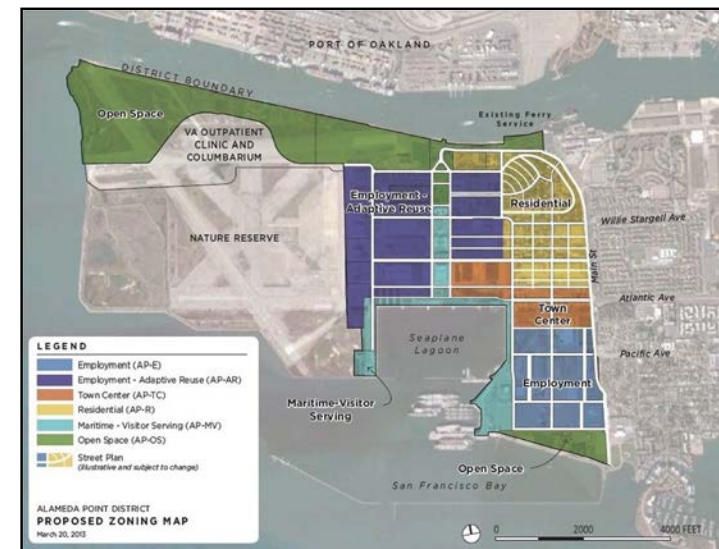 PORT OF OAKLAND
DISTRICT BOUNDARY
Existing Ferry
Service
Open Space
VA OUTPATIENT
CLINIC AND
COLUMBARIUM
Employment -
Adaptive Reuse
Residential
Willie Stargell Ave
NATURE RESERVE
Main St
Atlantic Ave
Town
Center
Seaplane
Lagoon
Pacific Ave
Employment
Maritime-Visitor
Serving
Open Space
San Francisco Bay
LEGEND
Employment (AP-E)
Employment - Adaptive Reuse (AP-AR)
Town Center (AP-TC)
Residential (AP-R)
Maritime - Visitor Serving (AP-MV)
Open Space (AP-OS)
Street Plan
(illustrative and subject to change)
ALAMEDA POINT DISTRICT
PROPOSED ZONING MAP
March 20, 2013
0 2000 4000 FEET